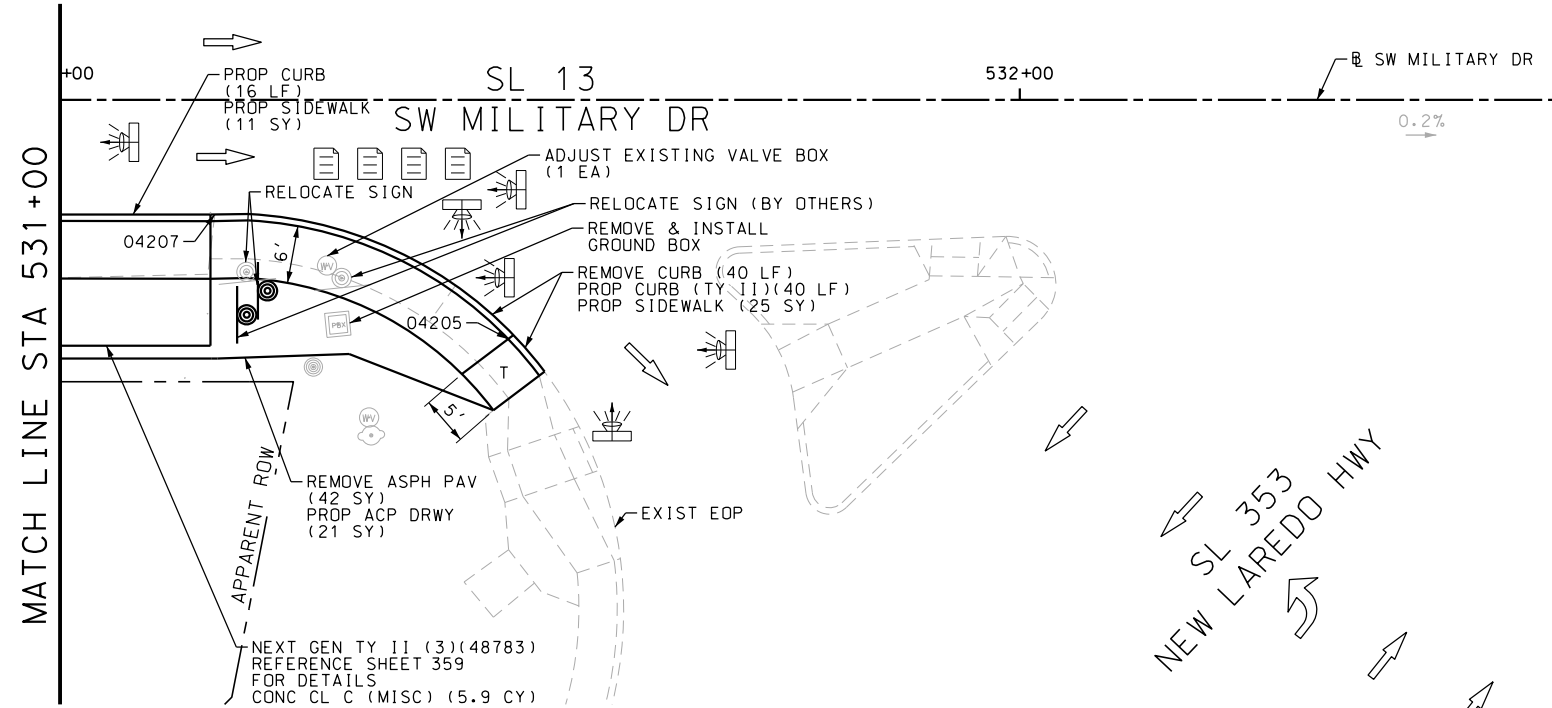 MATCH LINE STA 531+00
+00
SL 13
SW MILITARY DR
532+00
℄ SW MILITARY DR
0.2%
PROP CURB
(16 LF)
PROP SIDEWALK
(11 SY)
RELOCATE SIGN
ADJUST EXISTING VALVE BOX
(1 EA)
RELOCATE SIGN (BY OTHERS)
REMOVE & INSTALL
GROUND BOX
REMOVE CURB (40 LF)
PROP CURB (TY II)(40 LF)
PROP SIDEWALK (25 SY)
04207
6'
WV
PBX
04205
T
5'
WV
REMOVE ASPH PAV
(42 SY)
PROP ACP DRWY
(21 SY)
APPARENT ROW
EXIST EOP
SL 353
NEW LAREDO HWY
NEXT GEN TY II (3)(48783)
REFERENCE SHEET 359
FOR DETAILS
CONC CL C (MISC) (5.9 CY)